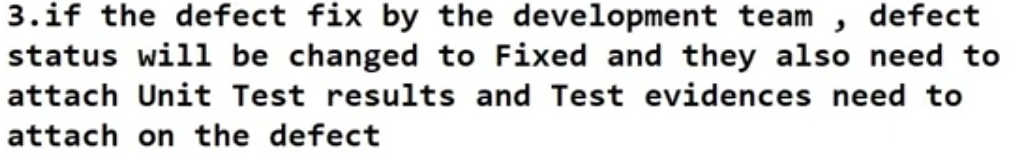 3.if the defect fix by the development team , defect
status will be changed to Fixed and they also need to
attach Unit Test results and Test evidences need to
attach on the defect